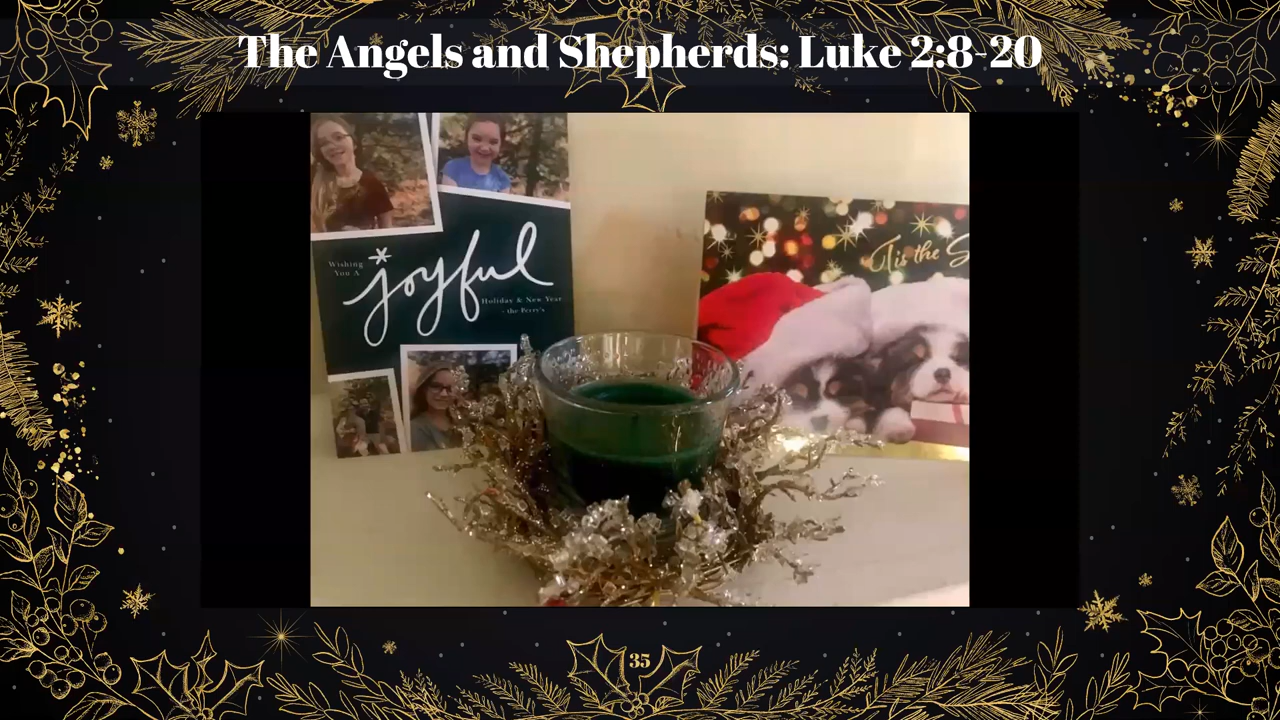 The Angels and Shepherds: Luke 2:8-20
Wishing
You A
joyful
Holiday & New Year
- the Perry's
'Tis the S
35